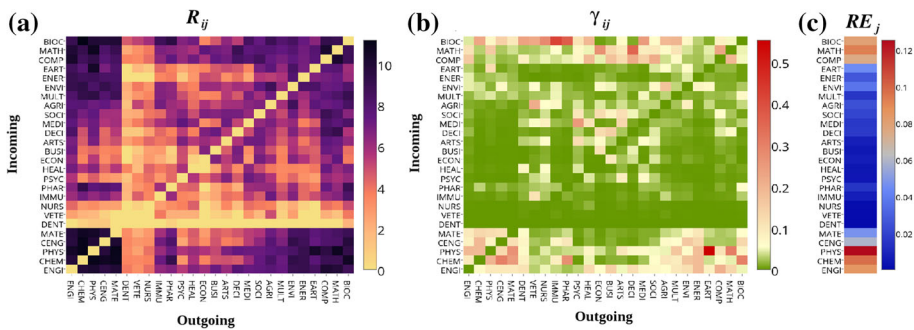 (a) R_ij (b) γ_ij (c) RE_j
Incoming
BIOC
MATH
COMP
EART
ENER
ENVI
MULT
AGRI
SOCI
MEDI
DECI
ARTS
BUSI
ECON
HEAL
PSYC
PHAR
IMMU
NURS
VETE
DENT
MATE
CENG
PHYS
CHEM
ENGI
ENGI CHEM PHYS CENG MATE DENT VETE NURS IMMU PHAR PSYC HEAL ECON BUSI ARTS DECI MEDI SOCI AGRI MULT ENVI ENER EART COMP MATH BIOC
Outgoing
10
8
6
4
2
0
Incoming
BIOC
MATH
COMP
EART
ENER
ENVI
MULT
AGRI
SOCI
MEDI
DECI
ARTS
BUSI
ECON
HEAL
PSYC
PHAR
IMMU
NURS
VETE
DENT
MATE
CENG
PHYS
CHEM
ENGI
ENGI CHEM PHYS CENG MATE DENT VETE NURS IMMU PHAR PSYC HEAL ECON BUSI ARTS DECI MEDI SOCI AGRI MULT ENVI ENER EART COMP MATH BIOC
Outgoing
0.5
0.4
0.3
0.2
0.1
0.0
BIOC
MATH
COMP
EART
ENER
ENVI
MULT
AGRI
SOCI
MEDI
DECI
ARTS
BUSI
ECON
HEAL
PSYC
PHAR
IMMU
NURS
VETE
DENT
MATE
CENG
PHYS
CHEM
ENGI
0.12
0.10
0.08
0.06
0.04
0.02